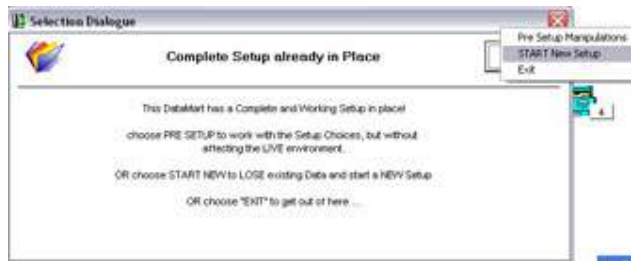 Selection Dialogue
Complete Setup already in Place
Pre Setup Manipulations
START New Setup
Exit
This DataMart has a Complete and Working Setup in place!
choose PRE SETUP to work with the Setup Choices, but without
affecting the LIVE environment.
OR choose START NEW to LOSE existing Data and start a NEW Setup
OR choose "EXIT" to get out of here ...
4